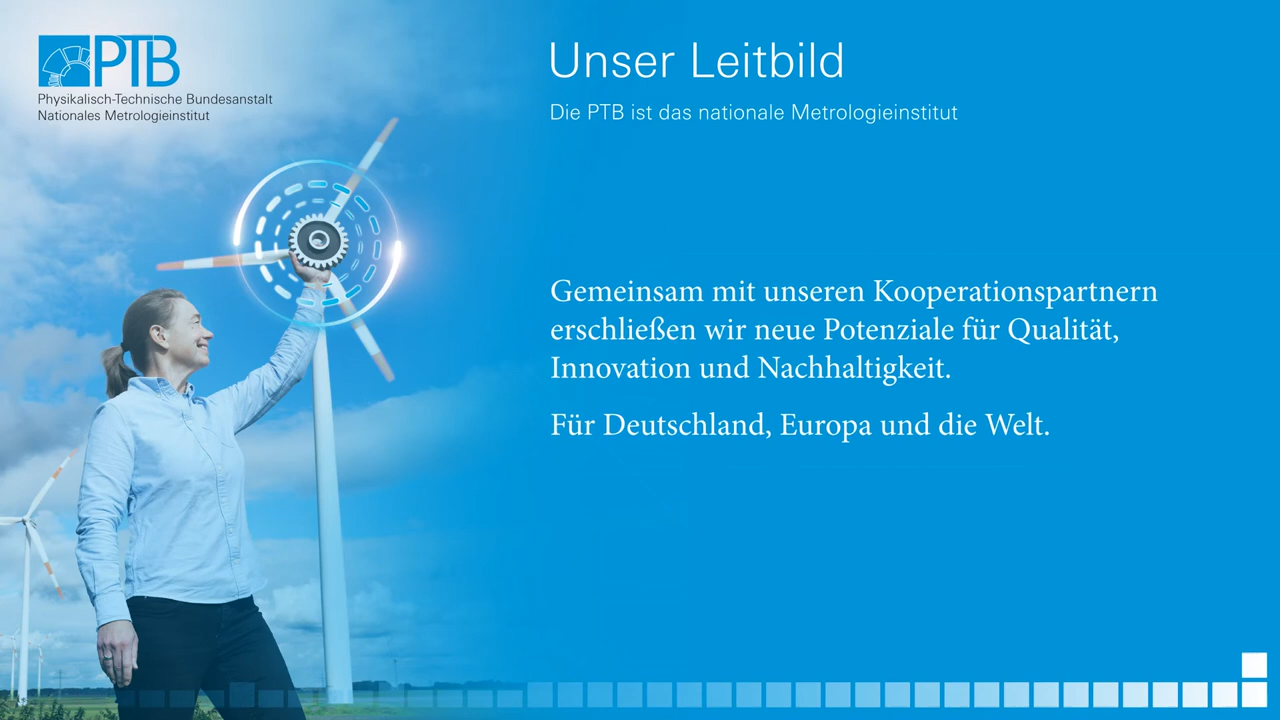 PTB
Physikalisch-Technische Bundesanstalt
Nationales Metrologieinstitut
Unser Leitbild
Die PTB ist das nationale Metrologieinstitut
Gemeinsam mit unseren Kooperationspartnern
erschließen wir neue Potenziale für Qualität,
Innovation und Nachhaltigkeit.
Für Deutschland, Europa und die Welt.